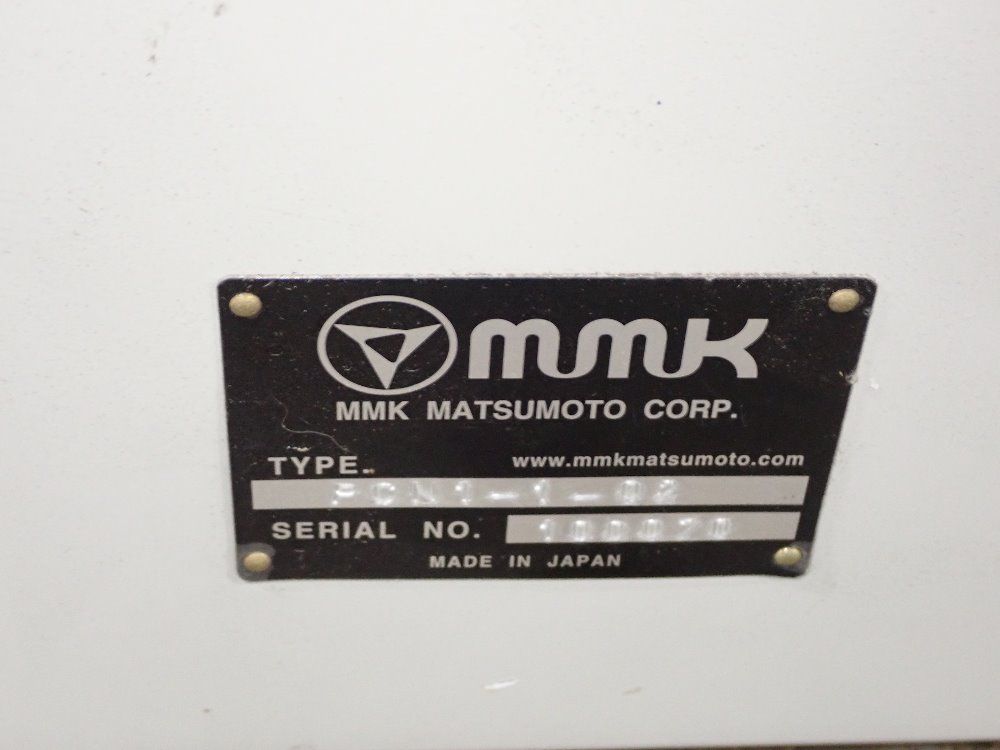 mmk
MMK MATSUMOTO CORP.
TYPE.
www.mmkmatsumoto.com
SERIAL NO.
MADE IN JAPAN